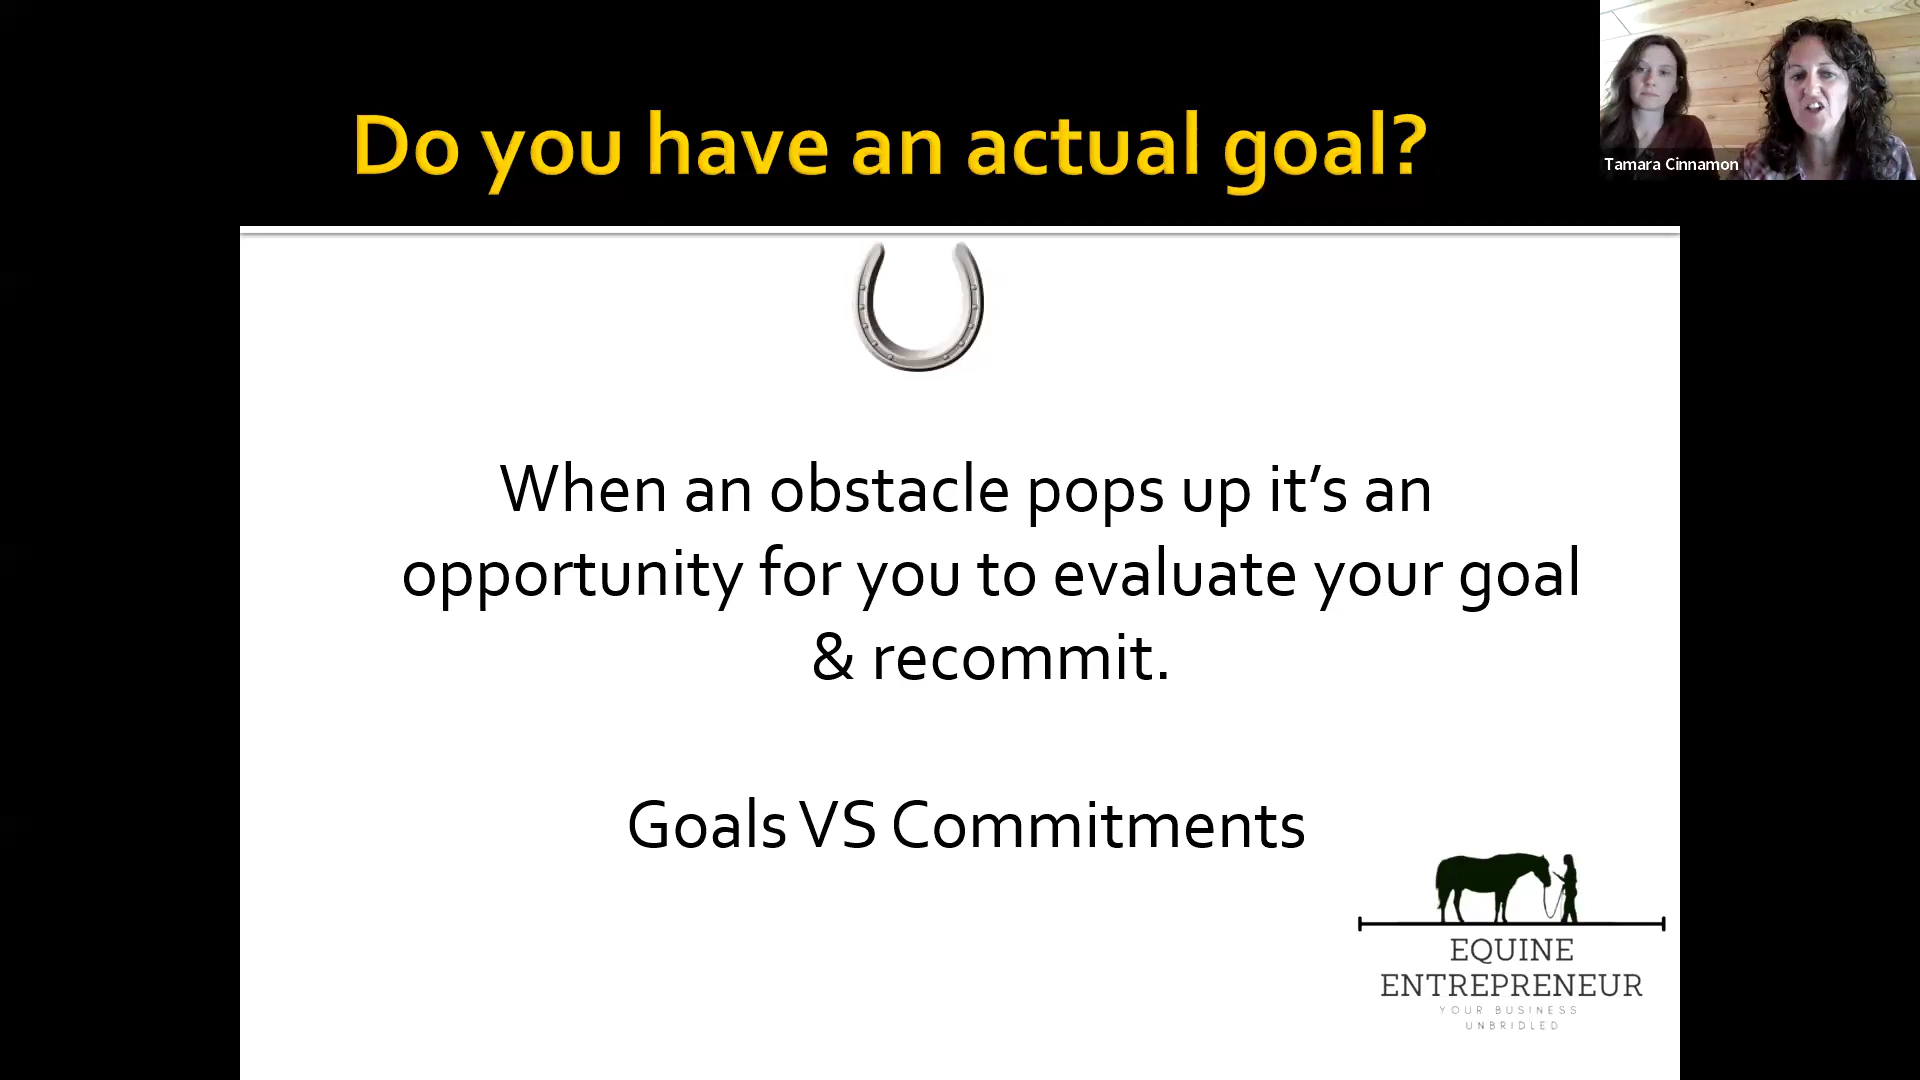 Do you have an actual goal?
Tamara Cinnamon
When an obstacle pops up it’s an
opportunity for you to evaluate your goal
& recommit.
Goals VS Commitments
EQUINE
ENTREPRENEUR
YOUR BUSINESS
UNBRIDLED